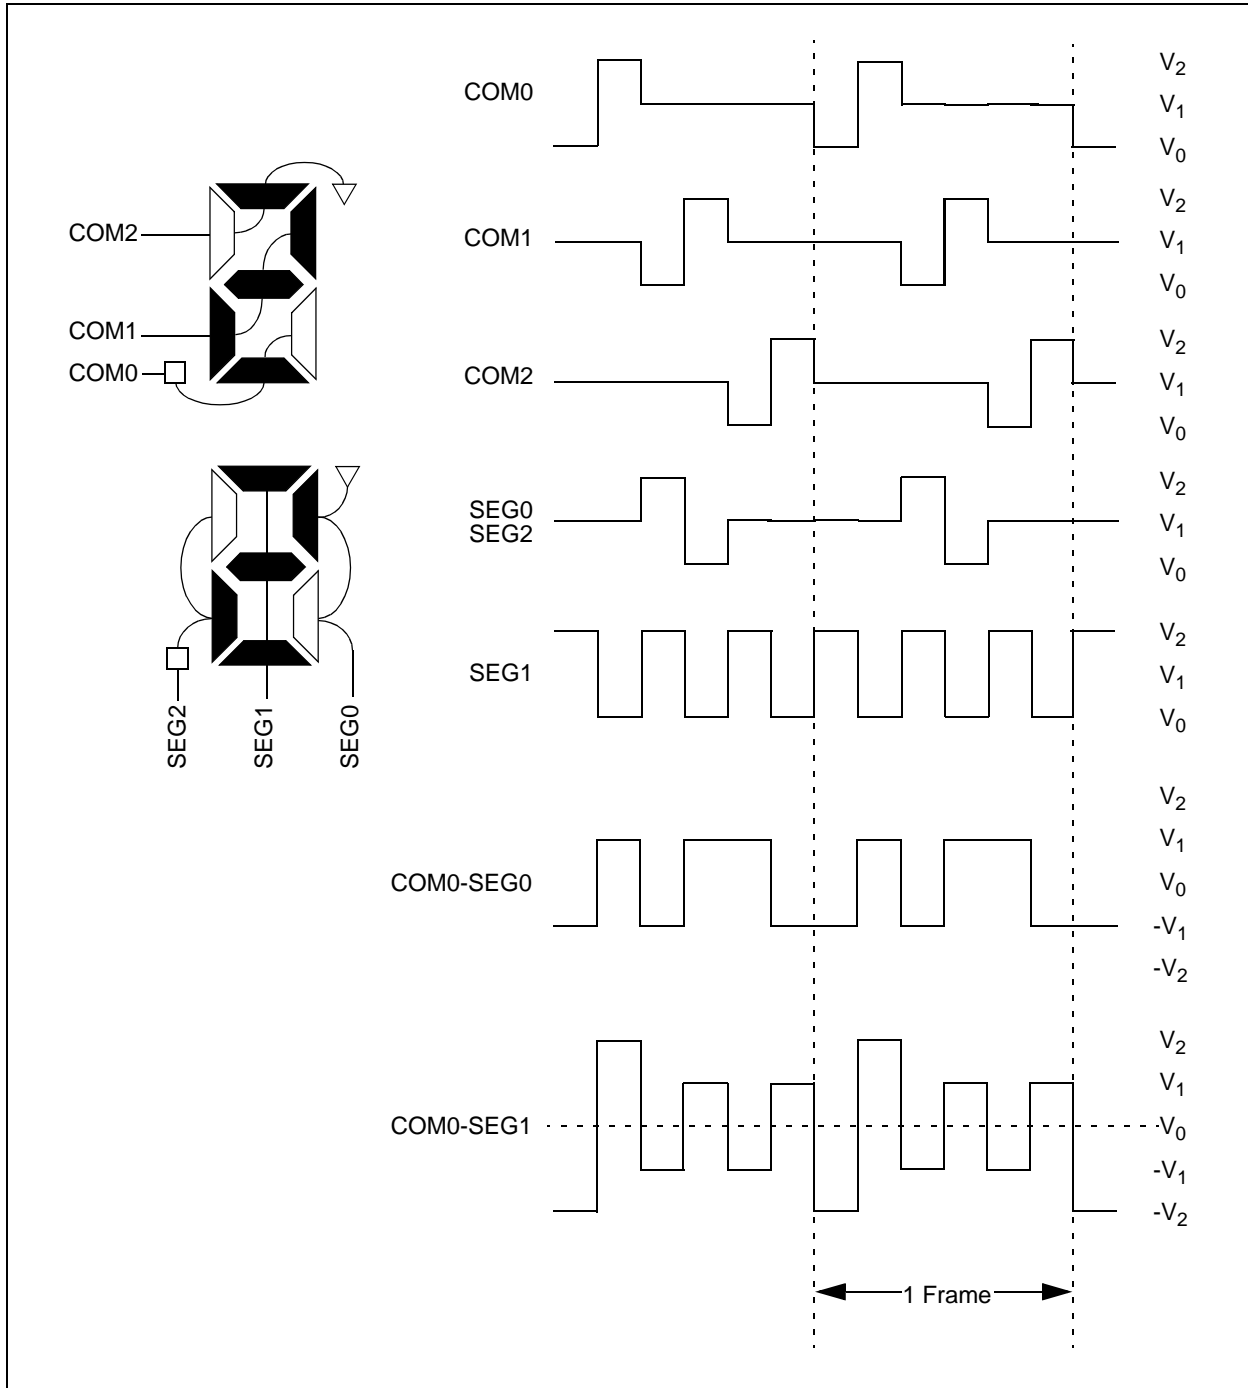 COM0
V2
V1
V0
COM2
COM1
COM0
COM1
V2
V1
V0
COM2
V2
V1
V0
SEG0
SEG2
V2
V1
V0
SEG2
SEG1
SEG0
SEG1
V2
V1
V0
COM0-SEG0
V2
V1
V0
-V1
-V2
COM0-SEG1
V2
V1
V0
-V1
-V2
1 Frame